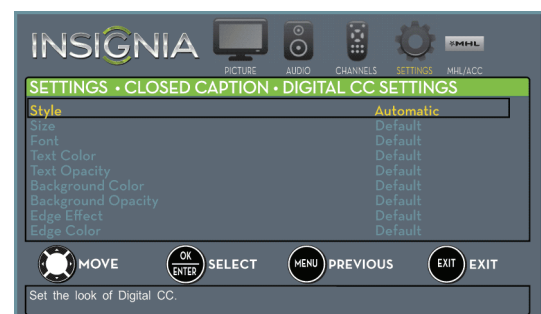 INSIGNIA
PICTURE AUDIO CHANNELS SETTINGS MHL MHL/ACC
SETTINGS • CLOSED CAPTION • DIGITAL CC SETTINGS
Style Automatic
Size Default
Font Default
Text Color Default
Text Opacity Default
Background Color Default
Background Opacity Default
Edge Effect Default
Edge Color Default
MOVE OK ENTER SELECT MENU PREVIOUS EXIT EXIT
Set the look of Digital CC.